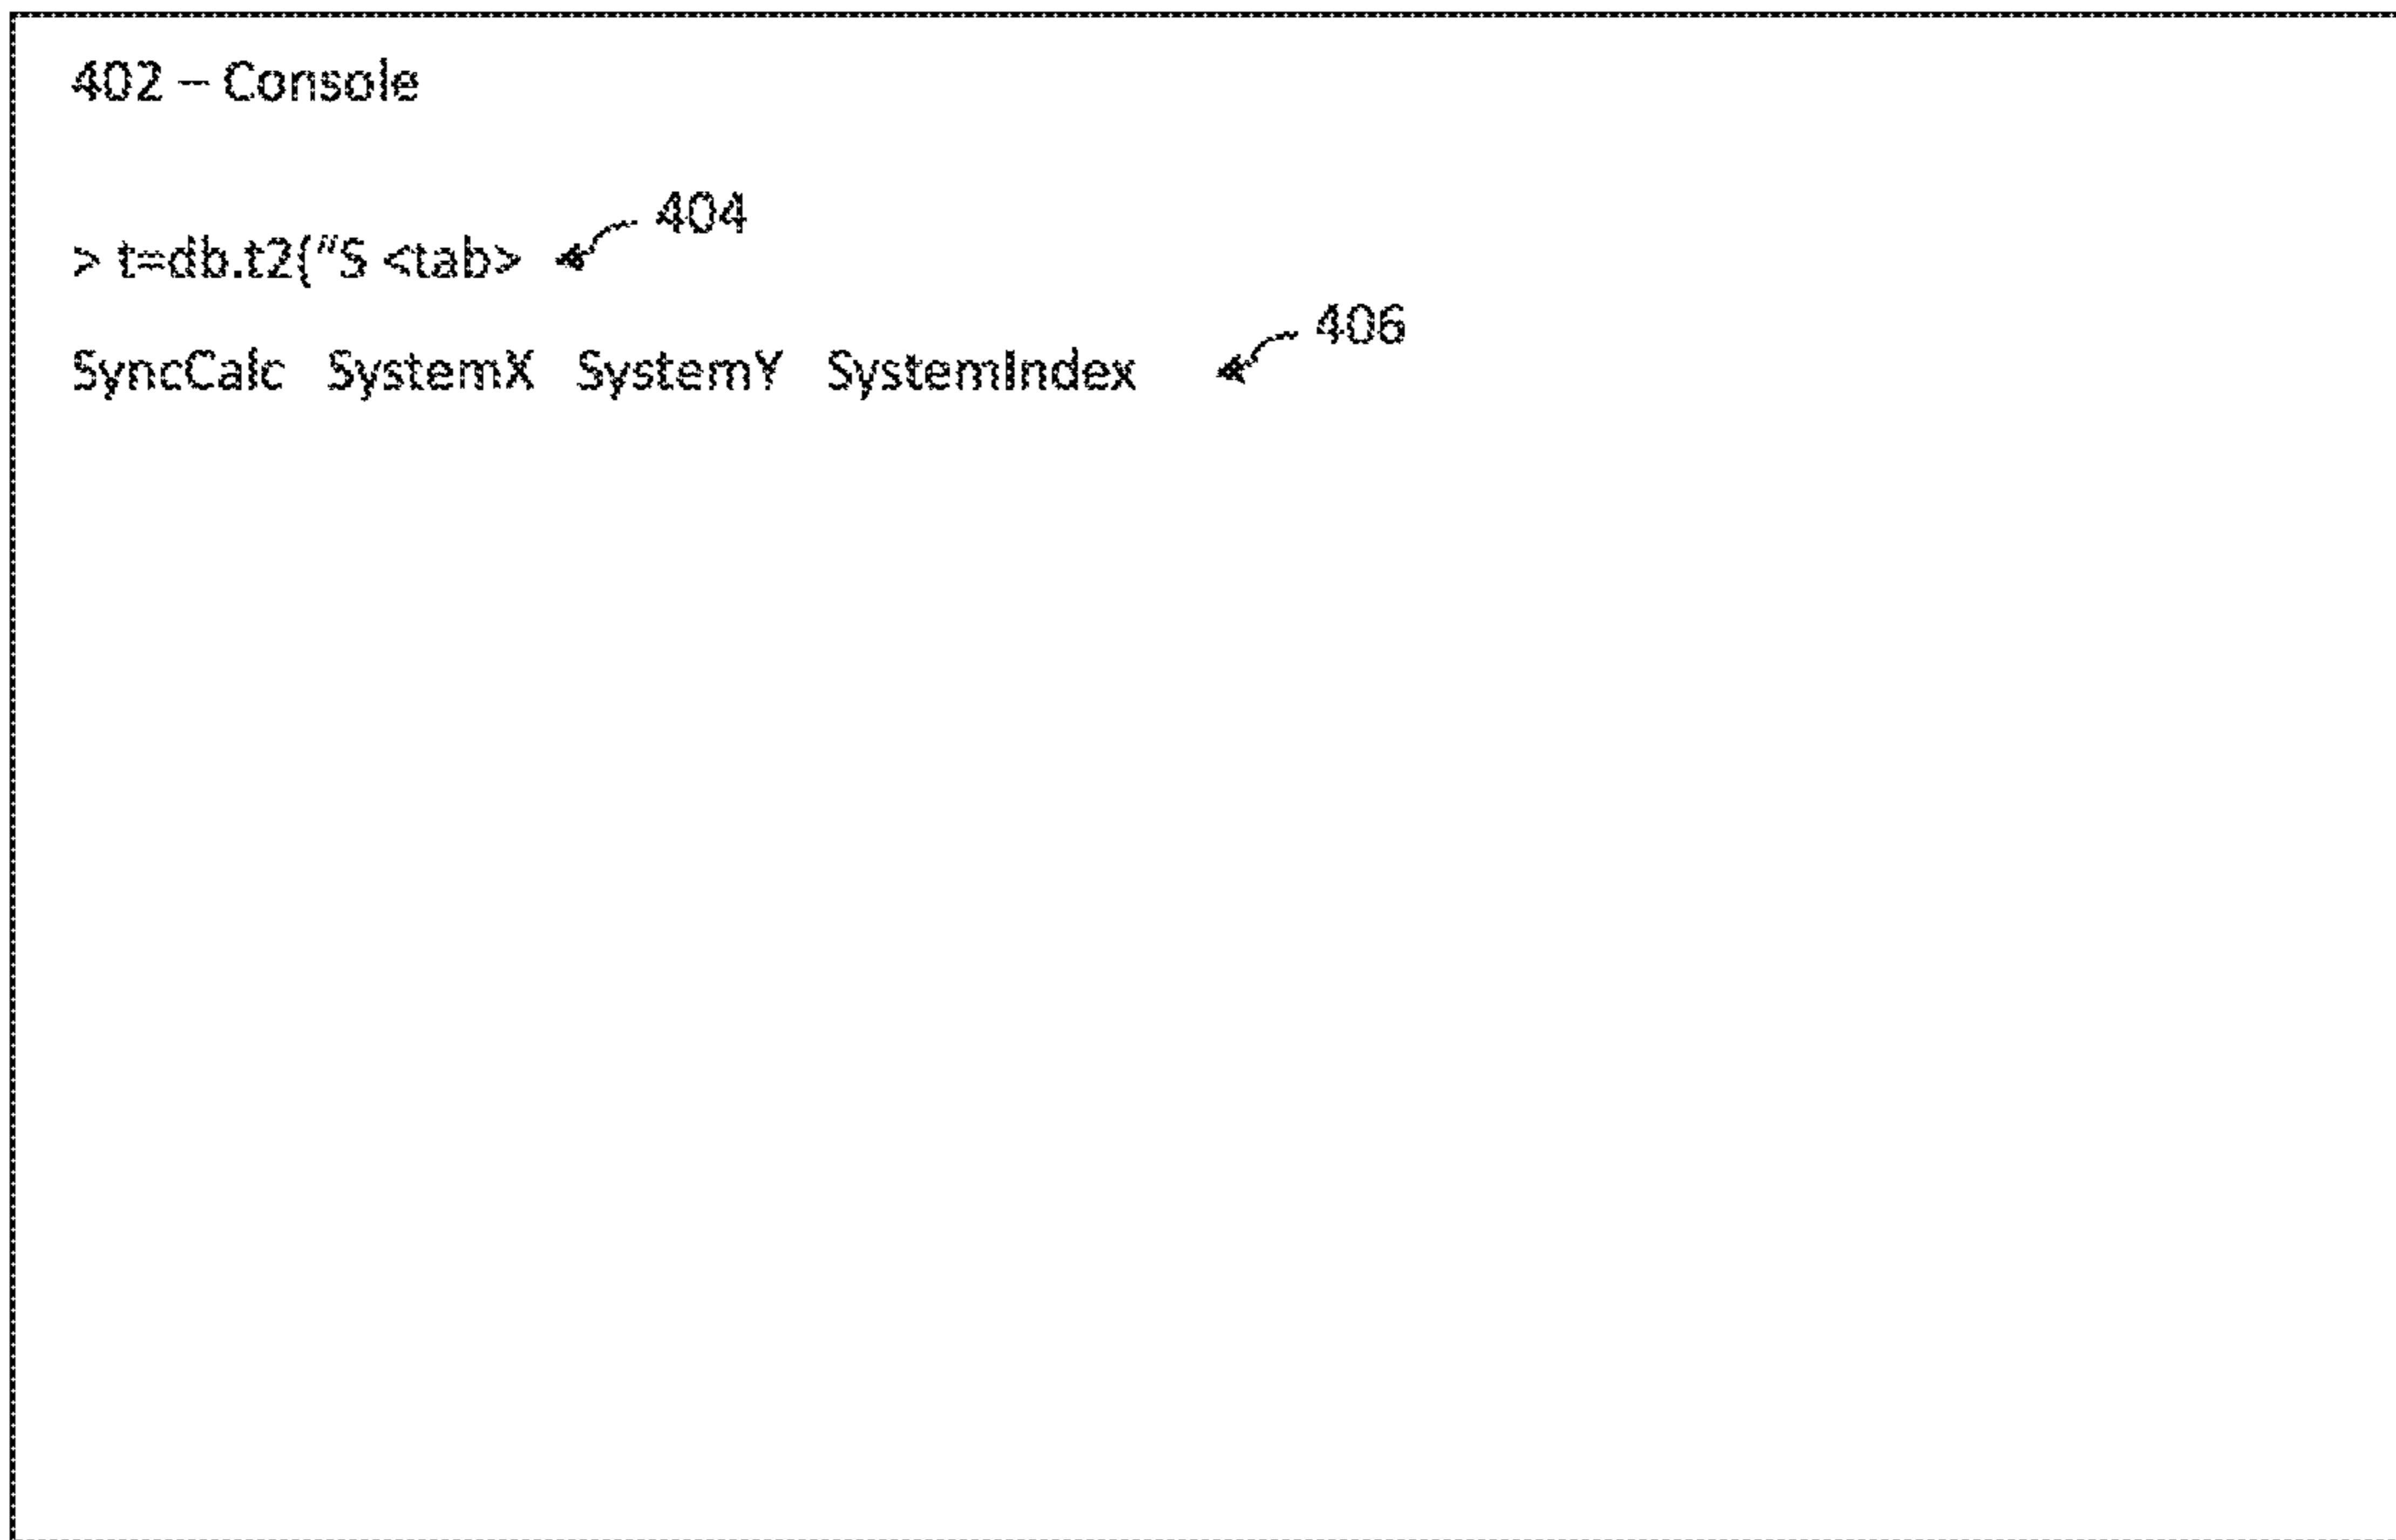 402 – Console
404
> t=db.t2("S <tab>
406
SyncCalc SystemX SystemY SystemIndex